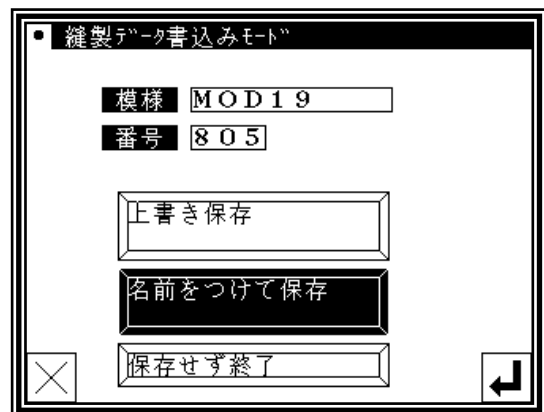 縫製ﾃﾞｰﾀ書込みﾓｰﾄﾞ
模様 ＭＯＤ１９
番号 ８０５
上書き保存
名前をつけて保存
保存せず終了